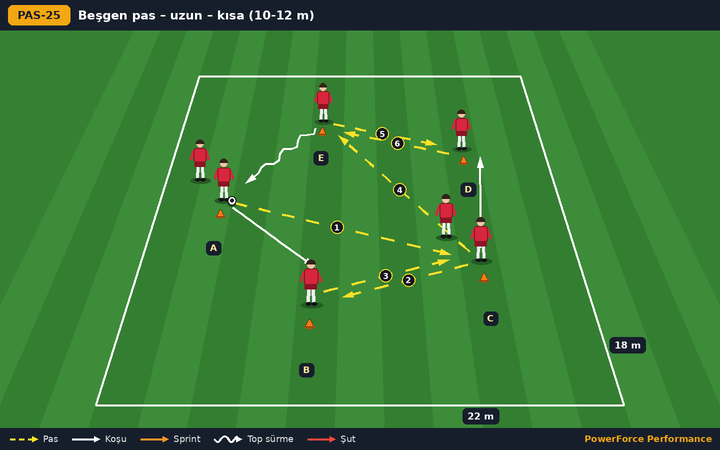 PAS-25 Beşgen pas – uzun – kısa (10-12 m)
5
6
E
4
D
A
1
3
2
C
18 m
B
22 m
Pas Koşu Sprint Top sürme Şut PowerForce Performance